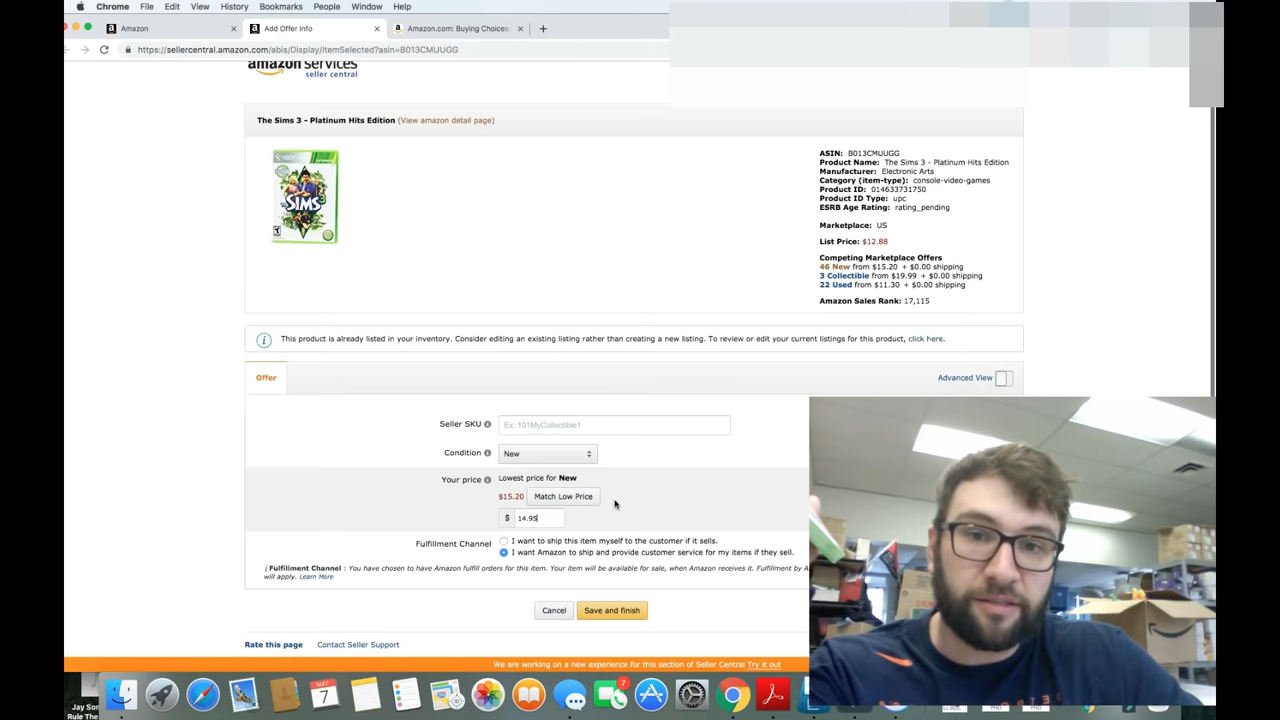 Chrome File Edit View History Bookmarks People Window Help
Amazon
Add Offer Info
Amazon.com: Buying Choices:
https://sellercentral.amazon.com/abis/Display/ItemSelected?asin=B013CMUUGG
amazon services
seller central
The Sims 3 - Platinum Hits Edition (View amazon detail page)
ASIN: B013CMUUGG
Product Name: The Sims 3 - Platinum Hits Edition
Manufacturer: Electronic Arts
Category (item-type): console-video-games
Product ID: 014633731750
Product ID Type: upc
ESRB Age Rating: rating_pending
Marketplace: US
List Price: $12.88
Competing Marketplace Offers
46 New from $15.20 + $0.00 shipping
3 Collectible from $19.99 + $0.00 shipping
22 Used from $11.30 + $0.00 shipping
Amazon Sales Rank: 17,115
THE SIMS 3
T
This product is already listed in your inventory. Consider editing an existing listing rather than creating a new listing. To review or edit your current listings for this product, click here.
Offer
Advanced View
Seller SKU
Ex: 101MyCollectible1
Condition
New
Your price
Lowest price for New
$15.20
Match Low Price
$ 14.95
Fulfillment Channel
I want to ship this item myself to the customer if it sells.
I want Amazon to ship and provide customer service for my items if they sell.
Fulfillment Channel : You have chosen to have Amazon fulfill orders for this item. Your item will be available for sale, when Amazon receives it. Fulfillment by A
will apply. Learn More
Cancel
Save and finish
Rate this page
Contact Seller Support
We are working on a new experience for this section of Seller Central Try it out
MAY
7
7
Jay Son
Rule The